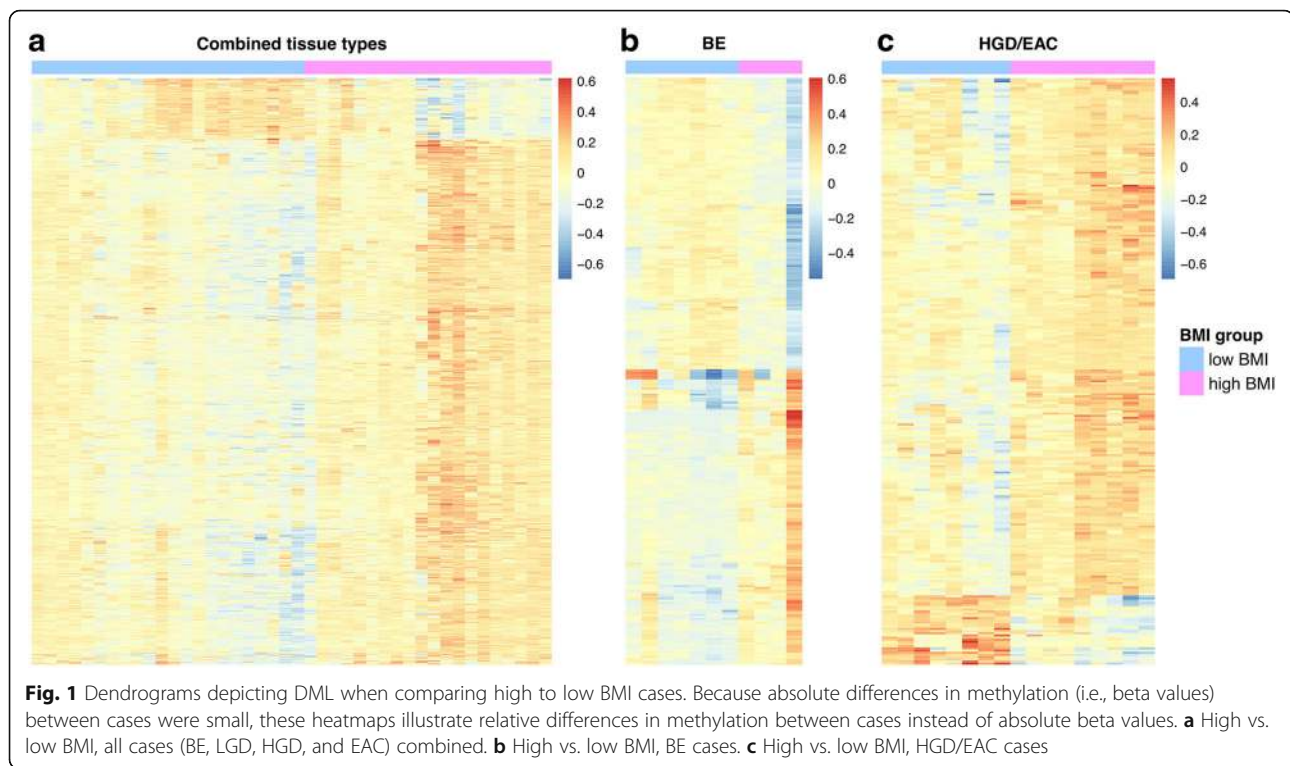 a
Combined tissue types
0.6
0.4
0.2
0
−0.2
−0.4
−0.6
b
BE
0.6
0.4
0.2
0
−0.2
−0.4
c
HGD/EAC
0.4
0.2
0
−0.2
−0.4
−0.6
BMI group
low BMI
high BMI
Fig. 1 Dendrograms depicting DML when comparing high to low BMI cases. Because absolute differences in methylation (i.e., beta values)
between cases were small, these heatmaps illustrate relative differences in methylation between cases instead of absolute beta values. a High vs.
low BMI, all cases (BE, LGD, HGD, and EAC) combined. b High vs. low BMI, BE cases. c High vs. low BMI, HGD/EAC cases